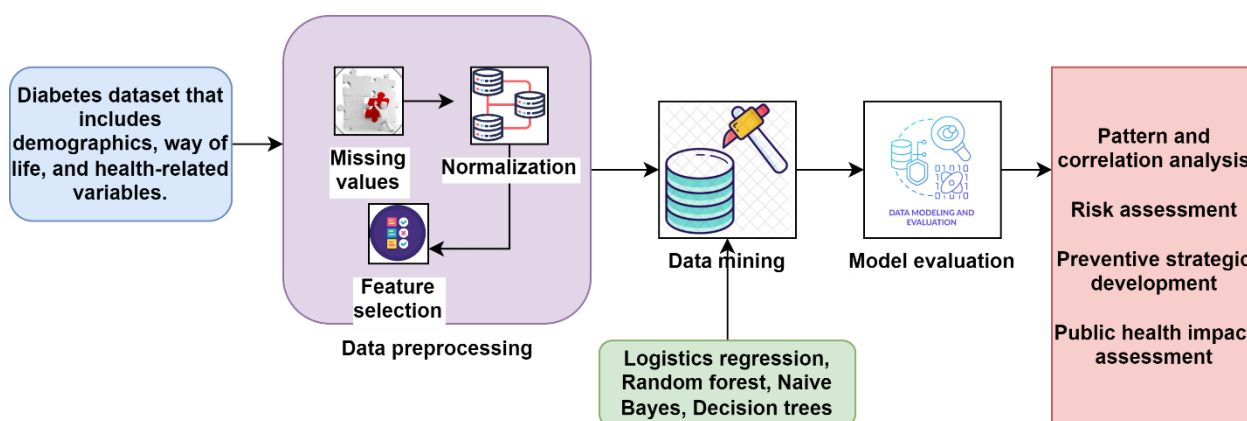 Diabetes dataset that
includes
demographics, way of
life, and health-related
variables.
Missing
values
Normalization
Feature
selection
Data preprocessing
Data mining
Logistics regression,
Random forest, Naive
Bayes, Decision trees
DATA MODELING AND
EVALUATION
Model evaluation
Pattern and
correlation analysis
Risk assessment
Preventive strategic
development
Public health impact
assessment